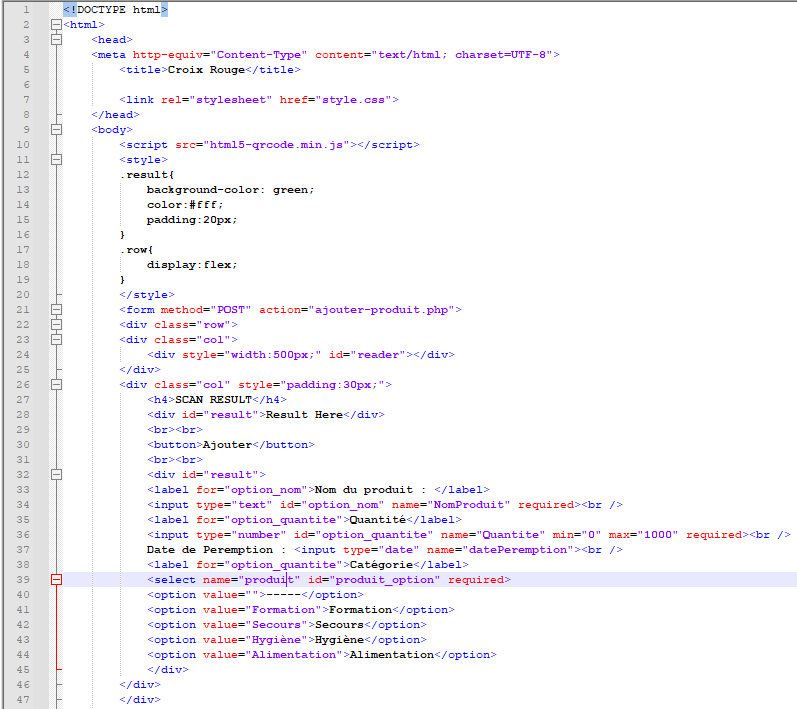 1 <!DOCTYPE html>
2 <html>
3 <head>
4 <meta http-equiv="Content-Type" content="text/html; charset=UTF-8">
5 <title>Croix Rouge</title>
6
7 <link rel="stylesheet" href="style.css">
8 </head>
9 <body>
10 <script src="html5-qrcode.min.js"></script>
11 <style>
12 .result{
13 background-color: green;
14 color:#fff;
15 padding:20px;
16 }
17 .row{
18 display:flex;
19 }
20 </style>
21 <form method="POST" action="ajouter-produit.php">
22 <div class="row">
23 <div class="col">
24 <div style="width:500px;" id="reader"></div>
25 </div>
26 <div class="col" style="padding:30px;">
27 <h4>SCAN RESULT</h4>
28 <div id="result">Result Here</div>
29 <br><br>
30 <button>Ajouter</button>
31 <br><br>
32 <div id="result">
33 <label for="option_nom">Nom du produit : </label>
34 <input type="text" id="option_nom" name="NomProduit" required><br />
35 <label for="option_quantite">Quantité</label>
36 <input type="number" id="option_quantite" name="Quantite" min="0" max="1000" required><br />
37 Date de Peremption : <input type="date" name="datePeremption"><br />
38 <label for="option_quantite">Catégorie</label>
39 <select name="produit" id="produit_option" required>
40 <option value="">-----</option>
41 <option value="Formation">Formation</option>
42 <option value="Secours">Secours</option>
43 <option value="Hygiène">Hygiène</option>
44 <option value="Alimentation">Alimentation</option>
45 </div>
46 </div>
47 </div>